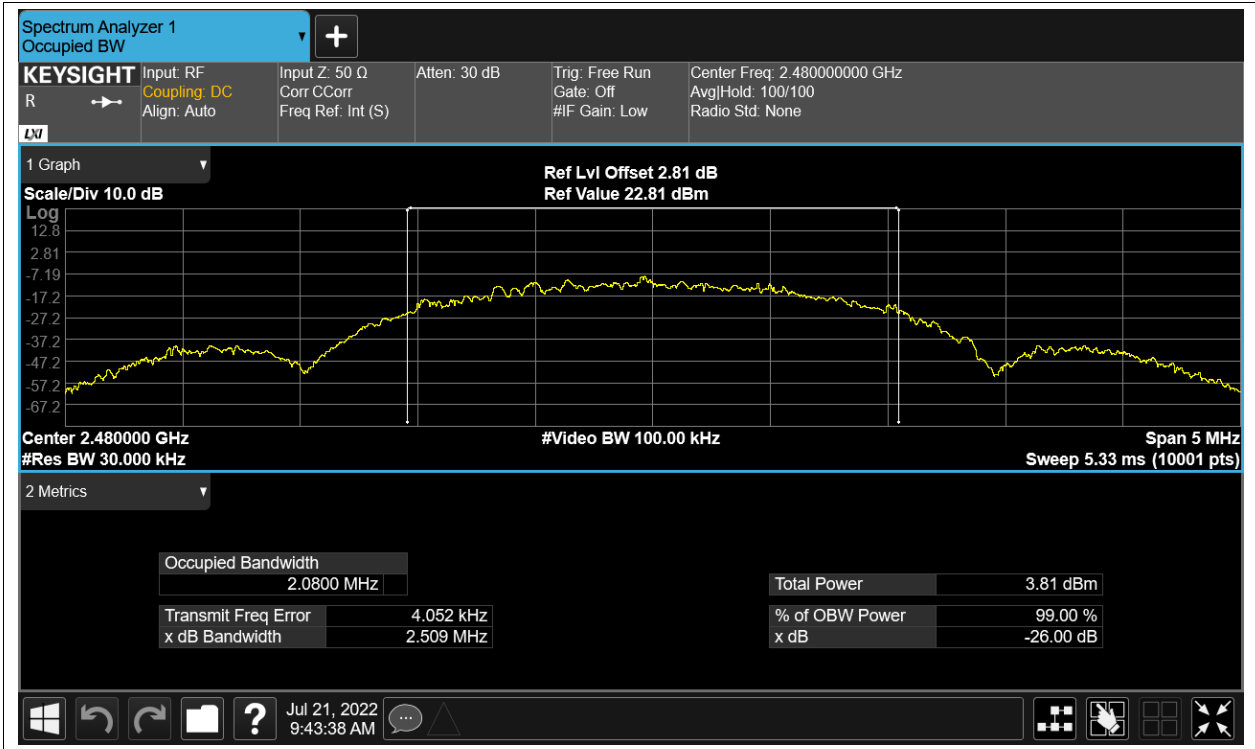 Spectrum Analyzer 1
Occupied BW
KEYSIGHT
R
LXI
Input: RF
Coupling: DC
Align: Auto
Input Z: 50 Ω
Corr CCorr
Freq Ref: Int (S)
Atten: 30 dB
Trig: Free Run
Gate: Off
#IF Gain: Low
Center Freq: 2.480000000 GHz
Avg|Hold: 100/100
Radio Std: None
1 Graph
Scale/Div 10.0 dB
Ref Lvl Offset 2.81 dB
Ref Value 22.81 dBm
Log
12.8
2.81
-7.19
-17.2
-27.2
-37.2
-47.2
-57.2
-67.2
Center 2.480000 GHz
#Video BW 100.00 kHz
Span 5 MHz
#Res BW 30.000 kHz
Sweep 5.33 ms (10001 pts)
2 Metrics
Occupied Bandwidth
2.0800 MHz
Total Power 3.81 dBm
Transmit Freq Error 4.052 kHz
% of OBW Power 99.00 %
x dB Bandwidth 2.509 MHz
x dB -26.00 dB
?
Jul 21, 2022
9:43:38 AM